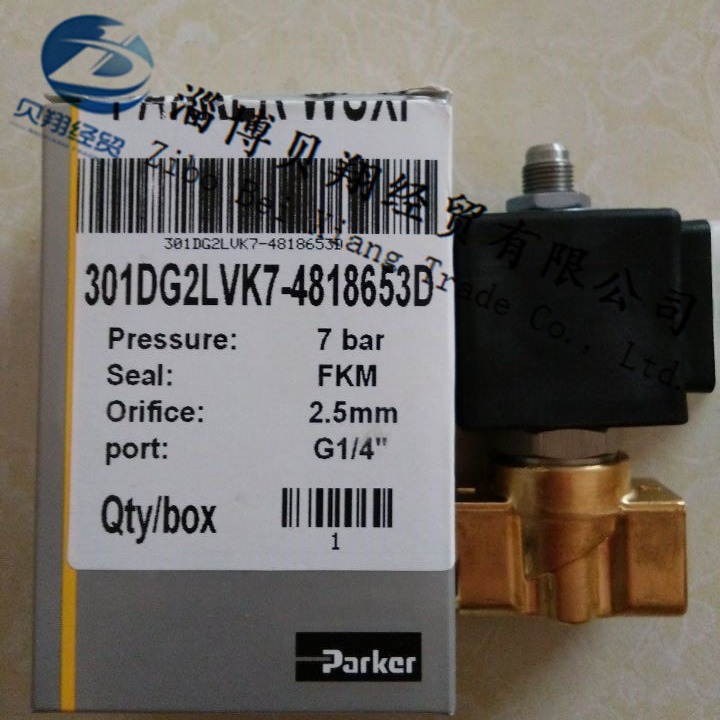 贝翔经贸
淄博贝翔经贸有限公司
Zibo Bei Xiang Trade Co., Ltd.
PARKER WUXI
301DG2LVK7-4818653D
301DG2LVK7-4818653D
Pressure: 7 bar
Seal: FKM
Orifice: 2.5mm
port: G1/4"
Qty/box
1
Parker